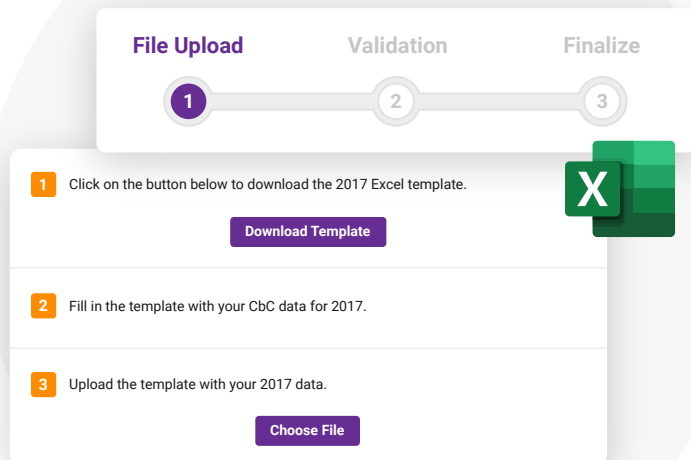 File Upload Validation Finalize
1 2 3
1 Click on the button below to download the 2017 Excel template.
X
Download Template
2 Fill in the template with your CbC data for 2017.
3 Upload the template with your 2017 data.
Choose File